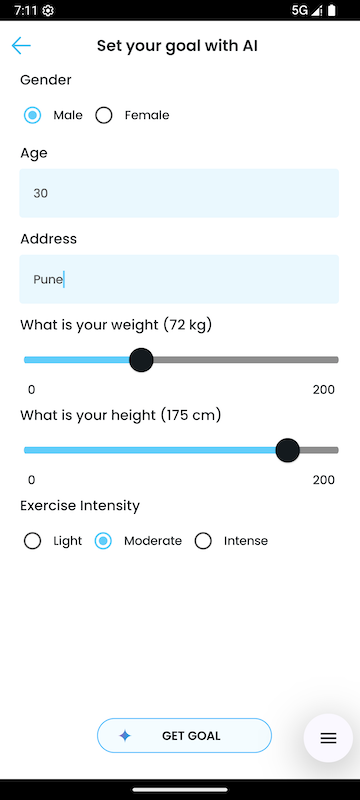 7:11 5G
Set your goal with AI
Gender
Male Female
Age
30
Address
Pune
What is your weight (72 kg)
0 200
What is your height (175 cm)
0 200
Exercise Intensity
Light Moderate Intense
GET GOAL